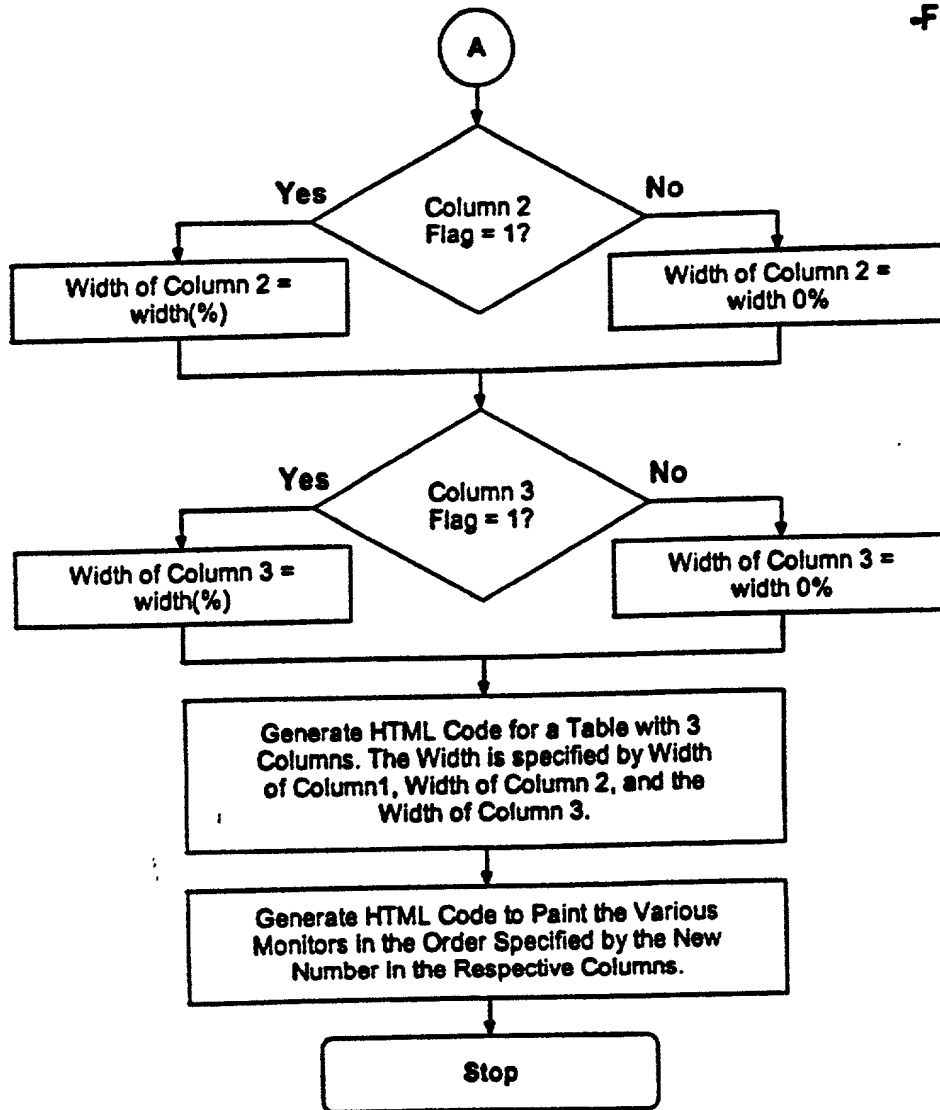 -F
A
Yes
No
Column 2
Flag = 1?
Width of Column 2 =
width(%)
Width of Column 2 =
width 0%
Yes
No
Column 3
Flag = 1?
Width of Column 3 =
width(%)
Width of Column 3 =
width 0%
Generate HTML Code for a Table with 3
Columns. The Width is specified by Width
of Column1, Width of Column 2, and the
Width of Column 3.
Generate HTML Code to Paint the Various
Monitors in the Order Specified by the New
Number in the Respective Columns.
Stop